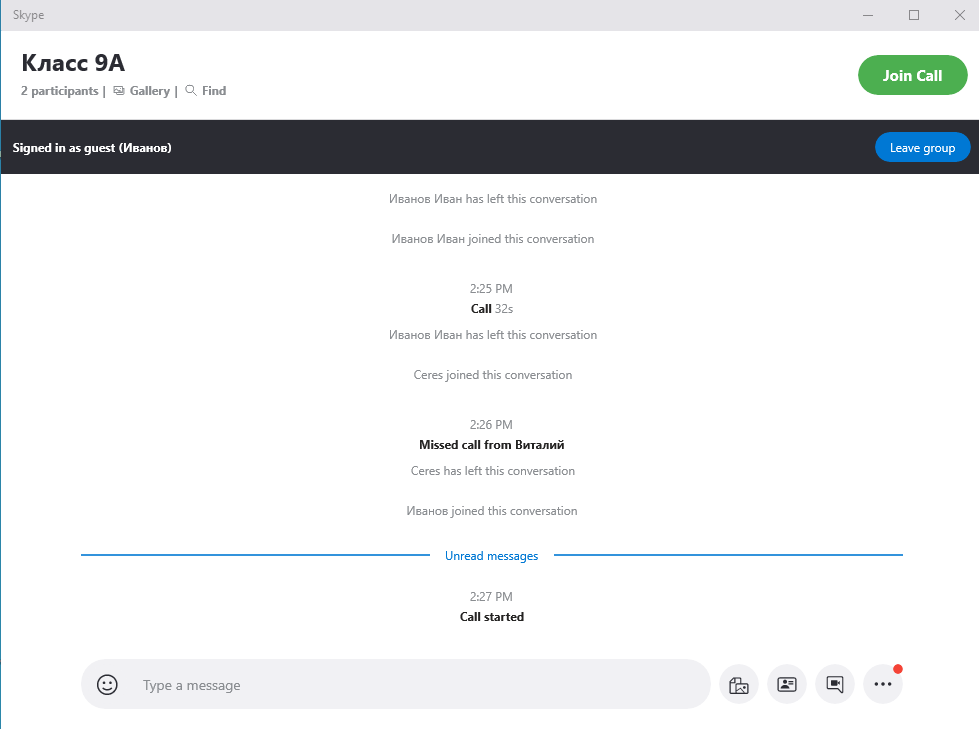 Skype
Класс 9А
Join Call
2 participants | Gallery | Find
Signed in as guest (Иванов)
Leave group
Иванов Иван has left this conversation
Иванов Иван joined this conversation
2:25 PM
Call 32s
Иванов Иван has left this conversation
Ceres joined this conversation
2:26 PM
Missed call from Виталий
Ceres has left this conversation
Иванов joined this conversation
Unread messages
2:27 PM
Call started
Type a message